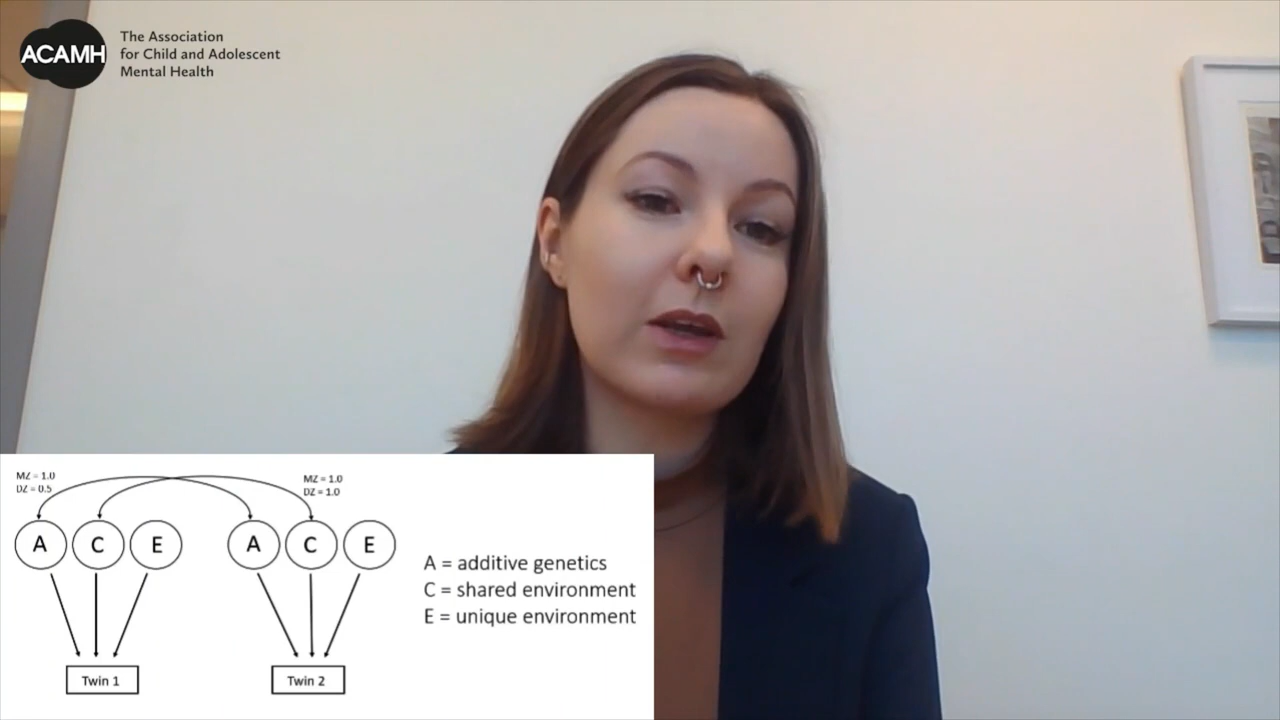 ACAMH
The Association
for Child and Adolescent
Mental Health
MZ = 1.0
DZ = 0.5
MZ = 1.0
DZ = 1.0
A
C
E
A
C
E
A = additive genetics
C = shared environment
E = unique environment
Twin 1
Twin 2